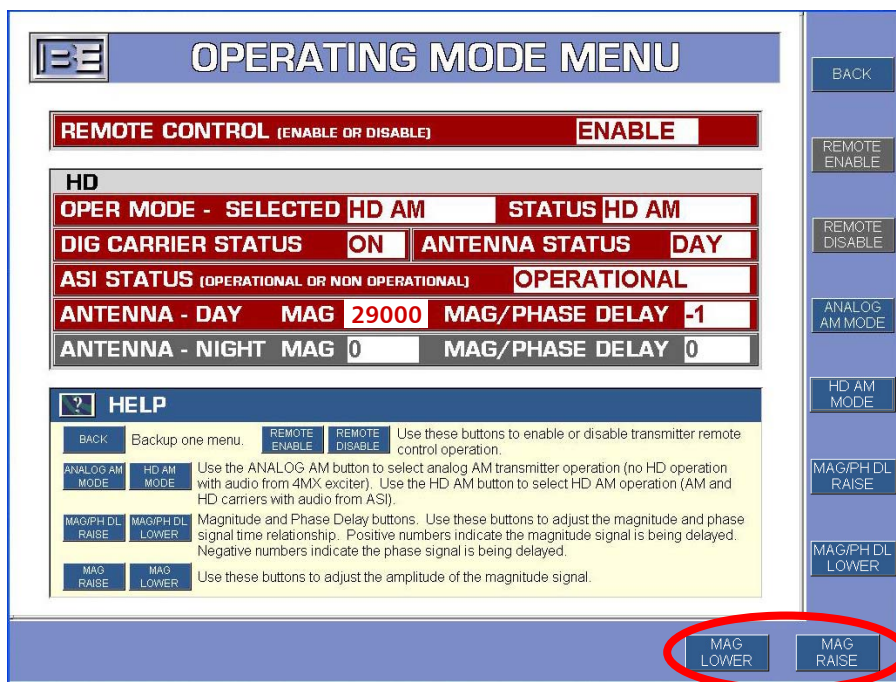 BE OPERATING MODE MENU
BACK
REMOTE CONTROL (ENABLE OR DISABLE) ENABLE
REMOTE
ENABLE
HD
OPER MODE - SELECTED HD AM STATUS HD AM
DIG CARRIER STATUS ON ANTENNA STATUS DAY
REMOTE
DISABLE
ASI STATUS (OPERATIONAL OR NON OPERATIONAL) OPERATIONAL
ANTENNA - DAY MAG 29000 MAG/PHASE DELAY -1
ANALOG
AM MODE
ANTENNA - NIGHT MAG 0 MAG/PHASE DELAY 0
HD AM
MODE
? HELP
BACK Backup one menu. REMOTE ENABLE REMOTE DISABLE Use these buttons to enable or disable transmitter remote
control operation.
ANALOG AM MODE HD AM MODE Use the ANALOG AM button to select analog AM transmitter operation (no HD operation
with audio from 4MX exciter). Use the HD AM button to select HD AM operation (AM and
HD carriers with audio from ASI).
MAG/PH DL
RAISE
MAG/PH DL RAISE MAG/PH DL LOWER Magnitude and Phase Delay buttons. Use these buttons to adjust the magnitude and phase
signal time relationship. Positive numbers indicate the magnitude signal is being delayed.
Negative numbers indicate the phase signal is being delayed.
MAG/PH DL
LOWER
MAG RAISE MAG LOWER Use these buttons to adjust the amplitude of the magnitude signal.
MAG
LOWER
MAG
RAISE